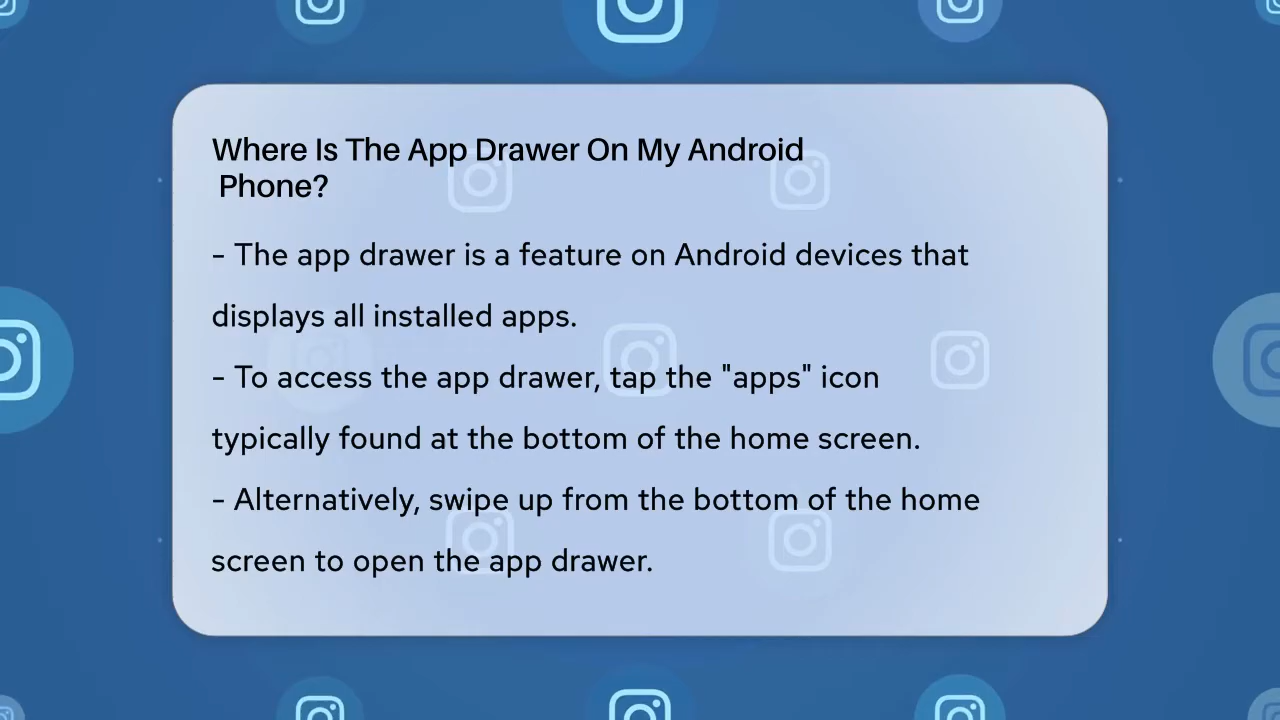 Where Is The App Drawer On My Android
Phone?
- The app drawer is a feature on Android devices that
displays all installed apps.
- To access the app drawer, tap the "apps" icon
typically found at the bottom of the home screen.
- Alternatively, swipe up from the bottom of the home
screen to open the app drawer.